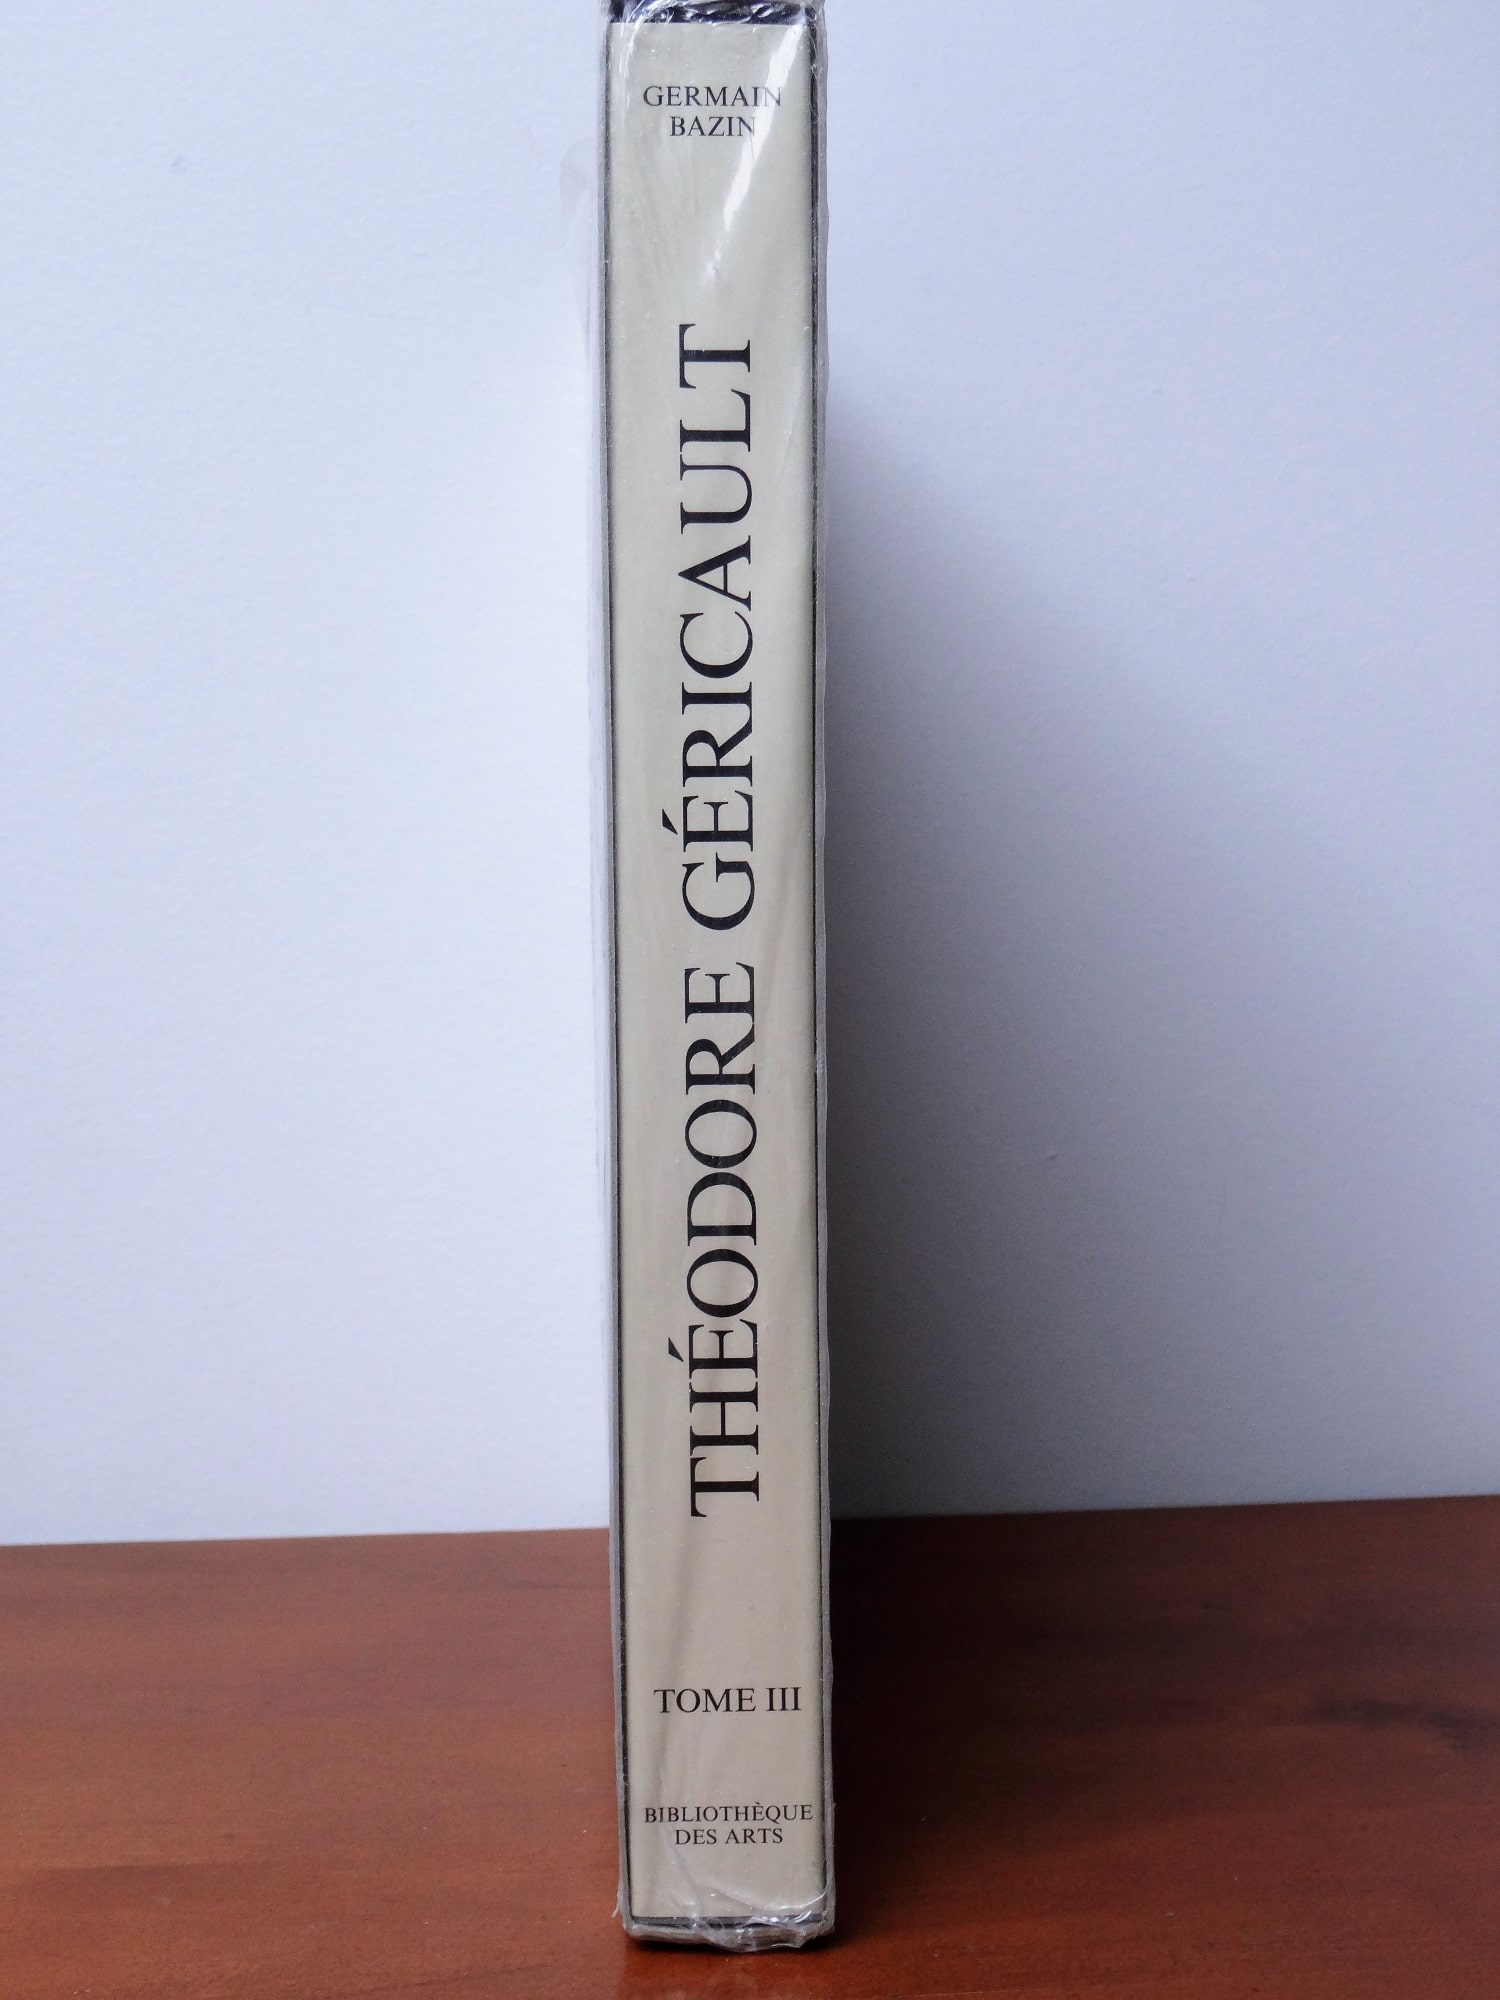 GERMAIN
BAZIN
THÉODORE GÉRICAULT
TOME III
BIBLIOTHÈQUE
DES ARTS